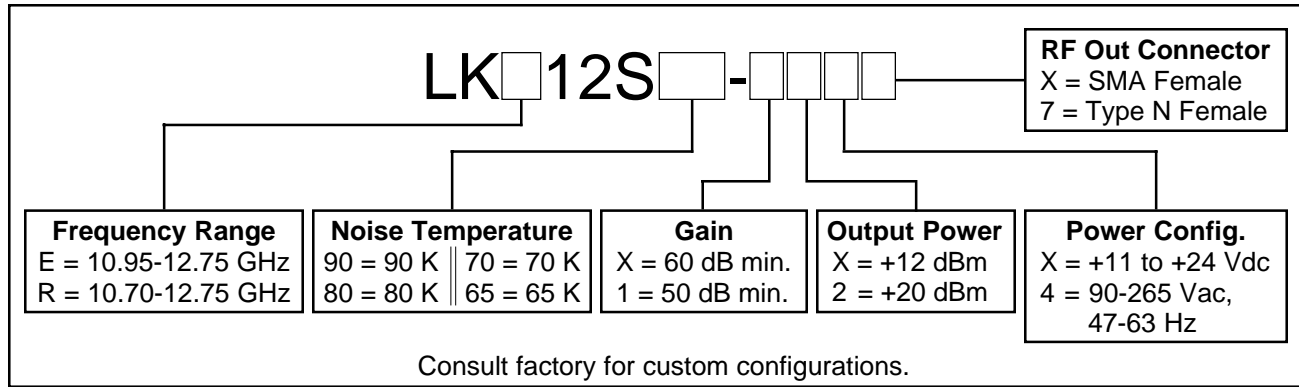 LK 12S -
RF Out Connector
X = SMA Female
7 = Type N Female
Frequency Range
E = 10.95-12.75 GHz
R = 10.70-12.75 GHz
Noise Temperature
90 = 90 K 70 = 70 K
80 = 80 K 65 = 65 K
Gain
X = 60 dB min.
1 = 50 dB min.
Output Power
X = +12 dBm
2 = +20 dBm
Power Config.
X = +11 to +24 Vdc
4 = 90-265 Vac,
47-63 Hz
Consult factory for custom configurations.